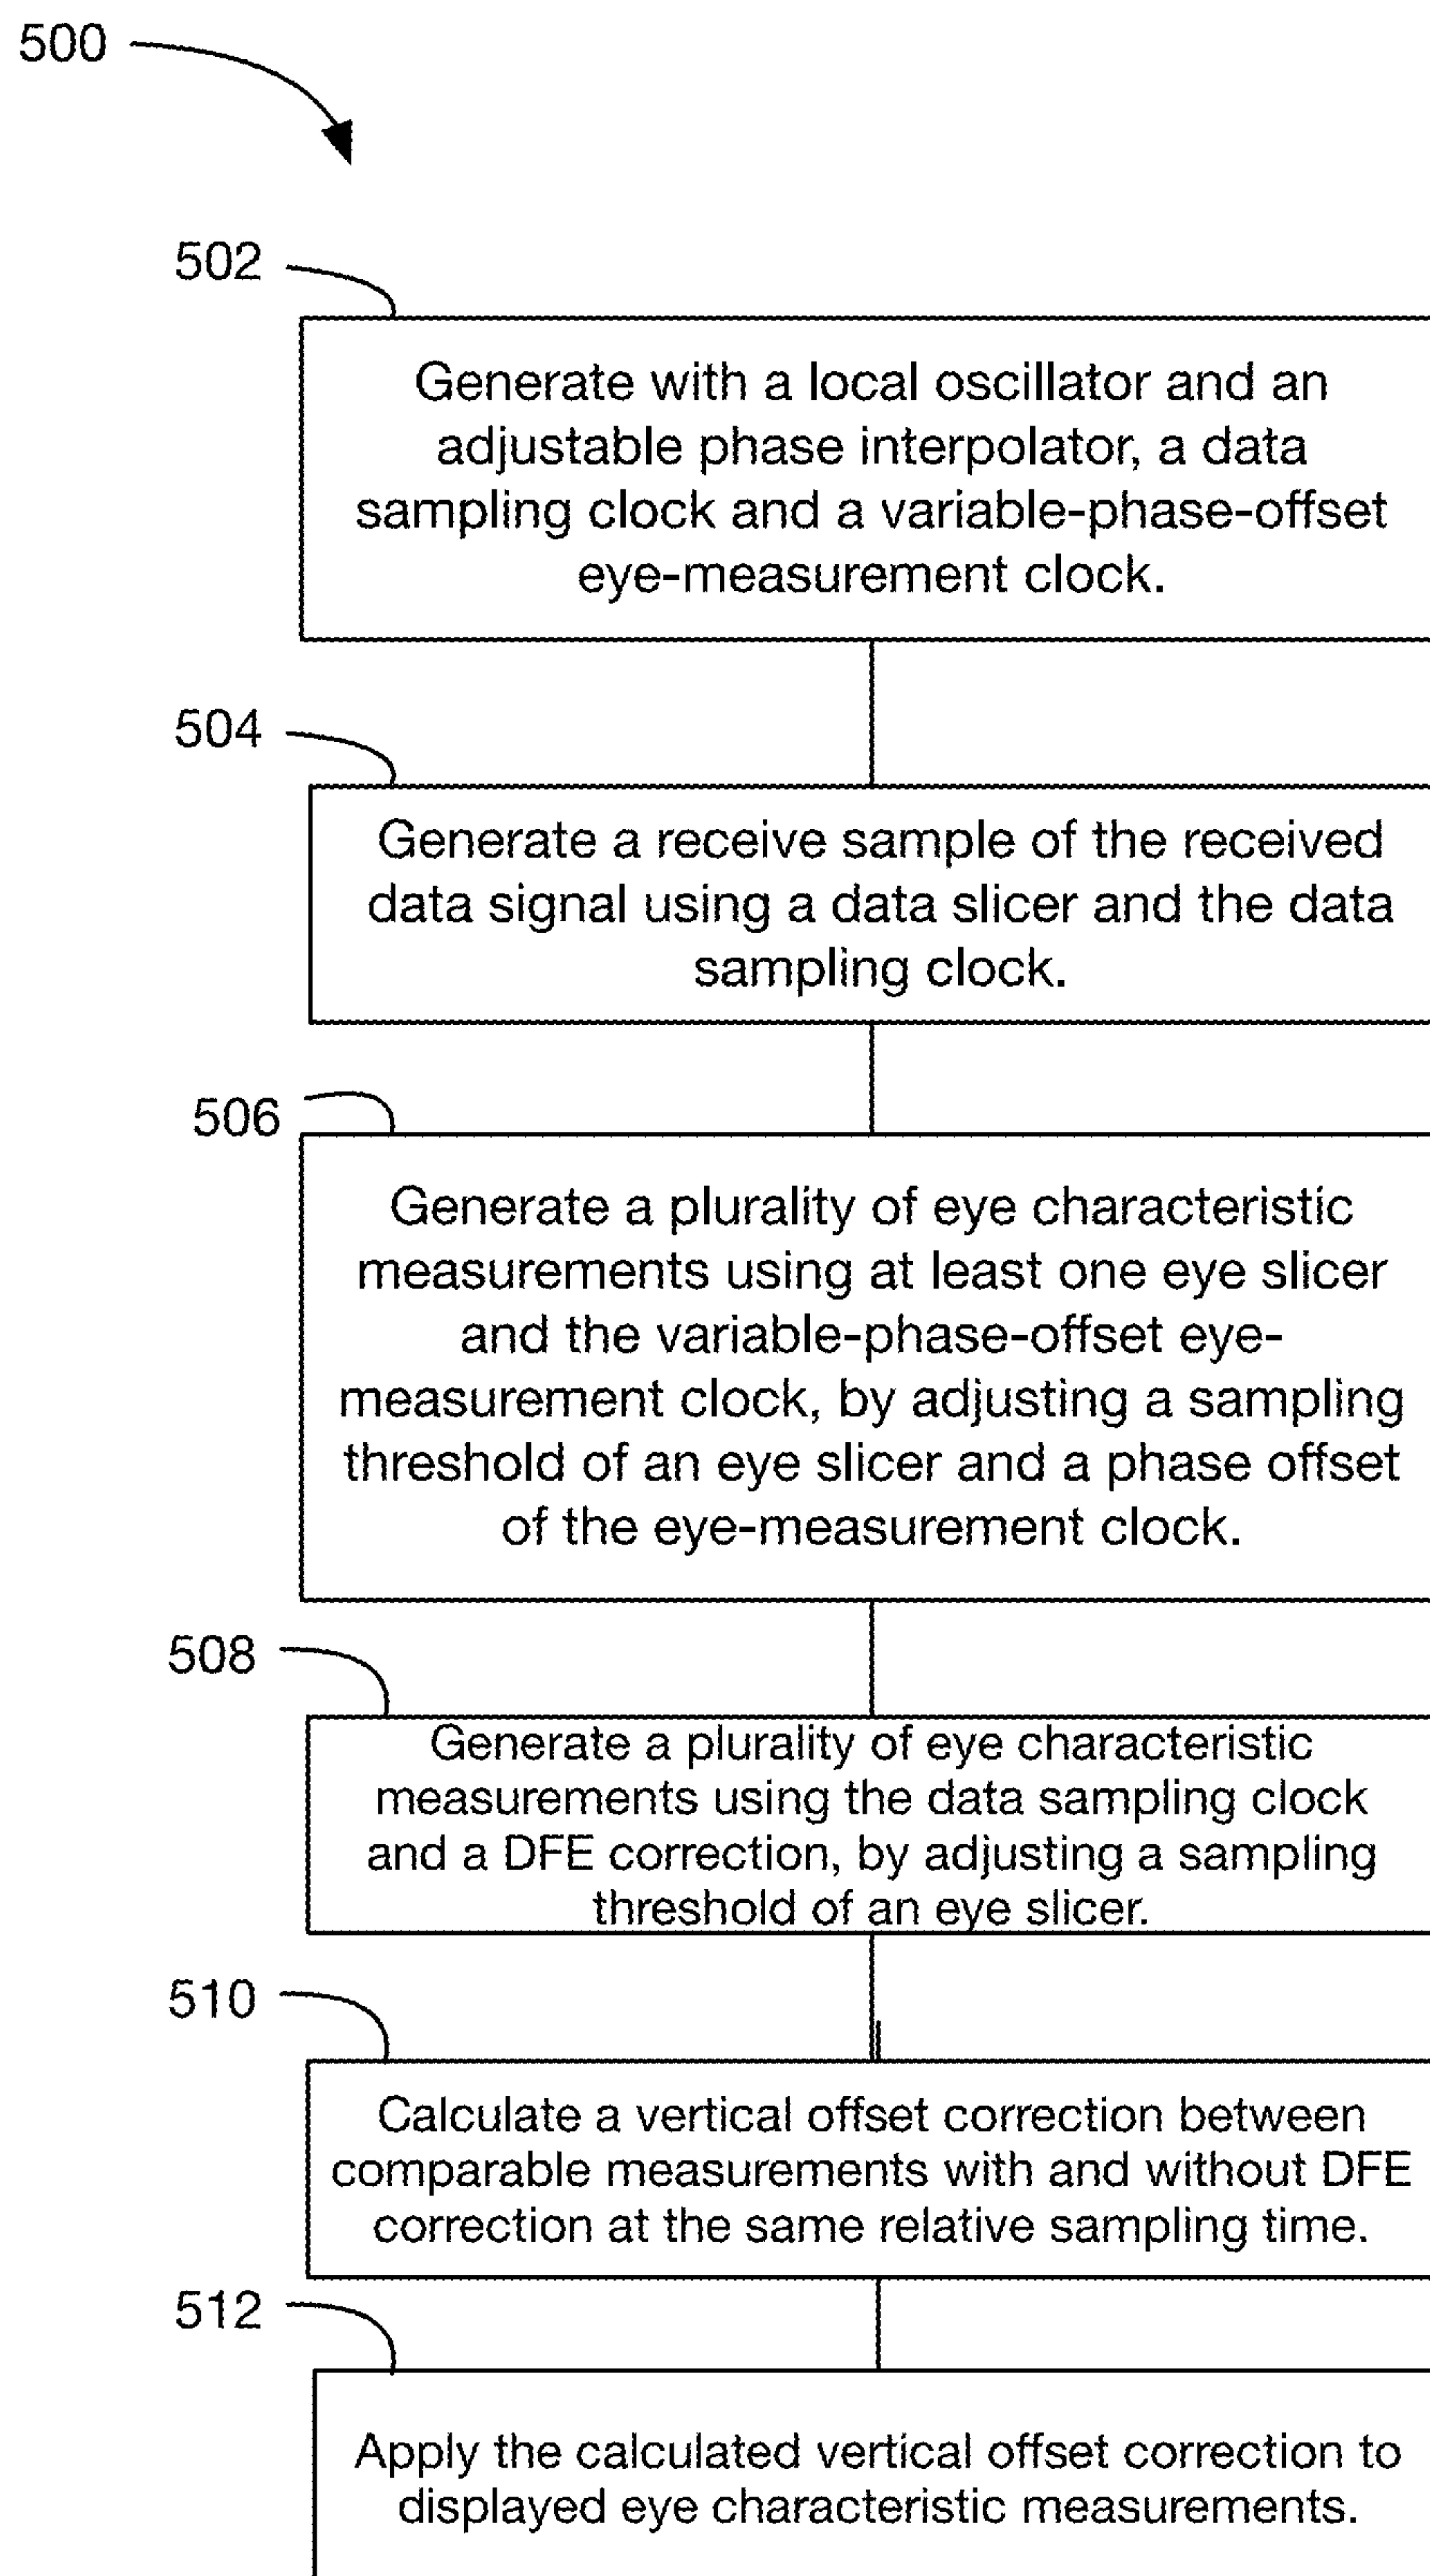 500
502
Generate with a local oscillator and an
adjustable phase interpolator, a data
sampling clock and a variable-phase-offset
eye-measurement clock.
504
Generate a receive sample of the received
data signal using a data slicer and the data
sampling clock.
506
Generate a plurality of eye characteristic
measurements using at least one eye slicer
and the variable-phase-offset eye-
measurement clock, by adjusting a sampling
threshold of an eye slicer and a phase offset
of the eye-measurement clock.
508
Generate a plurality of eye characteristic
measurements using the data sampling clock
and a DFE correction, by adjusting a sampling
threshold of an eye slicer.
510
Calculate a vertical offset correction between
comparable measurements with and without DFE
correction at the same relative sampling time.
512
Apply the calculated vertical offset correction to
displayed eye characteristic measurements.